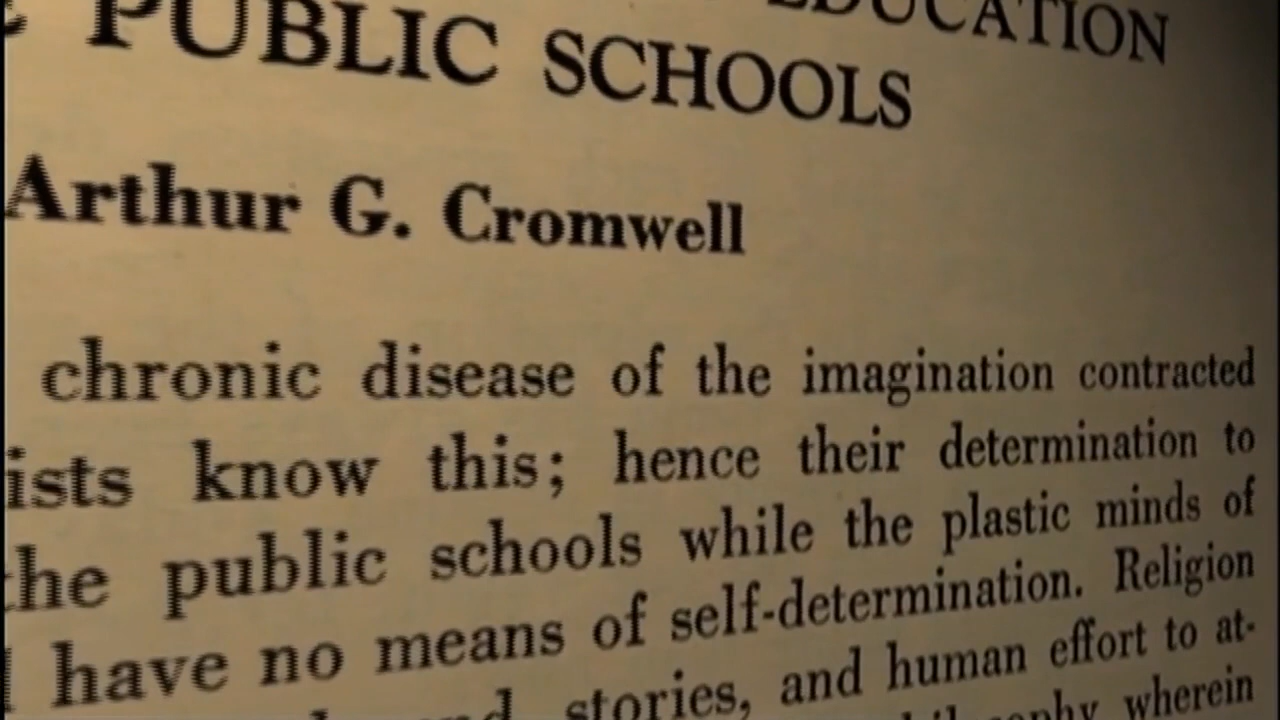 EDUCATION
PUBLIC SCHOOLS
Arthur G. Cromwell
chronic disease of the imagination contracted
ists know this; hence their determination to
the public schools while the plastic minds of
have no means of self-determination. Religion
stories, and human effort to at-
wherein